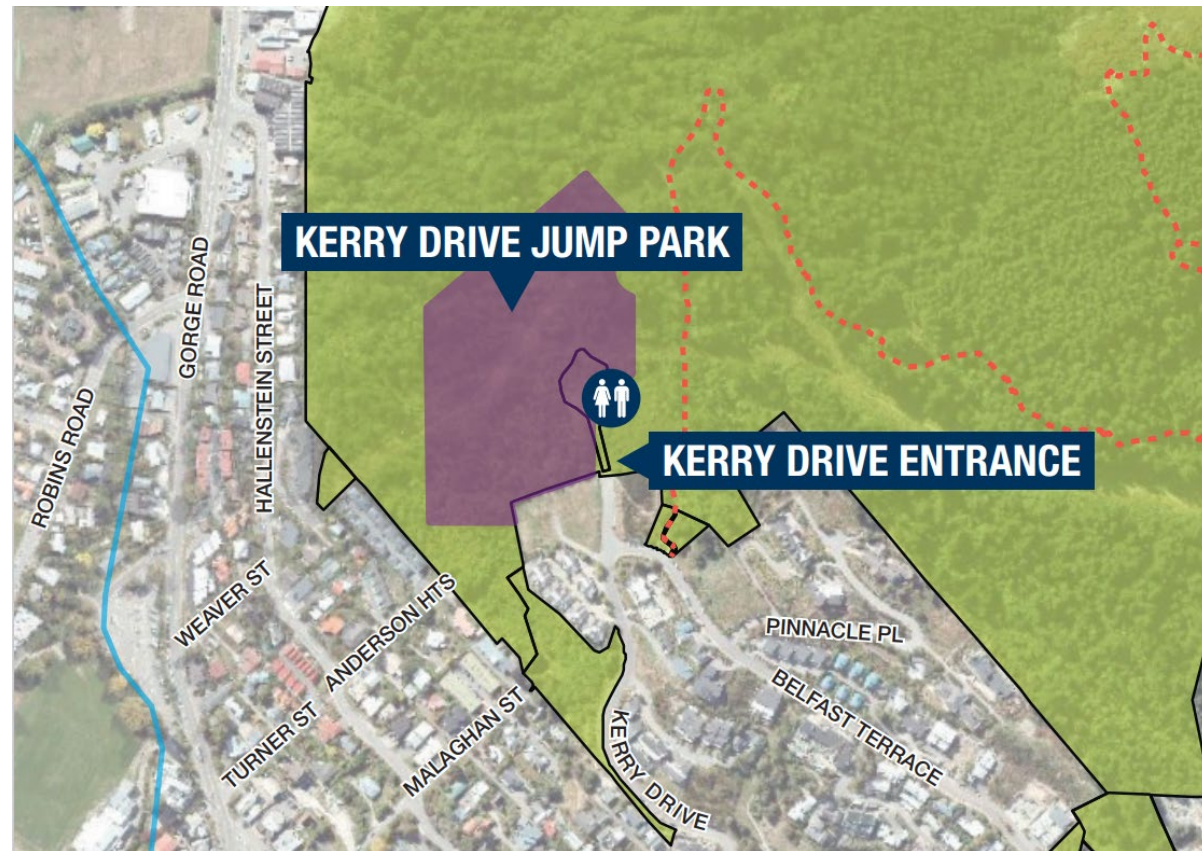 KERRY DRIVE JUMP PARK
GORGE ROAD
HALLENSTEIN STREET
ROBINS ROAD
KERRY DRIVE ENTRANCE
WEAVER ST
ANDERSON HTS
TURNER ST
MALAGHAN ST
PINNACLE PL
BELFAST TERRACE
KERRY DRIVE